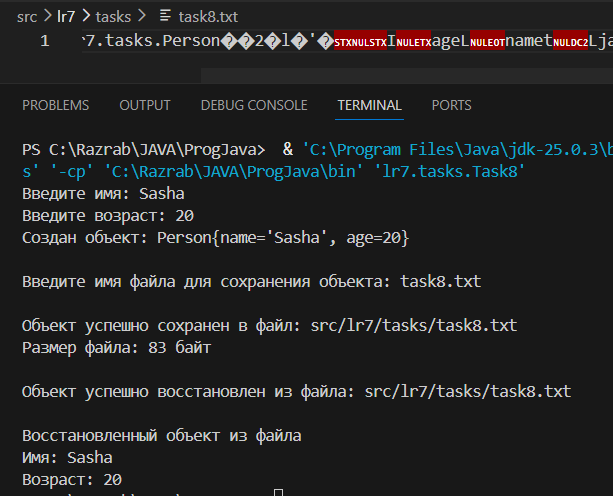 src > lr7 > tasks > task8.txt
1 r7.tasks.Person��2�l�'�STXNULSTXINULETXageLNULEOTnametNULDC2Lja
PROBLEMS OUTPUT DEBUG CONSOLE TERMINAL PORTS
PS C:\Razrab\JAVA\ProgJava>  & 'C:\Program Files\Java\jdk-25.0.3\b
s' '-cp' 'C:\Razrab\JAVA\ProgJava\bin' 'lr7.tasks.Task8'
Введите имя: Sasha
Введите возраст: 20
Создан объект: Person{name='Sasha', age=20}
Введите имя файла для сохранения объекта: task8.txt
Объект успешно сохранен в файл: src/lr7/tasks/task8.txt
Размер файла: 83 байт
Объект успешно восстановлен из файла: src/lr7/tasks/task8.txt
Восстановленный объект из файла
Имя: Sasha
Возраст: 20